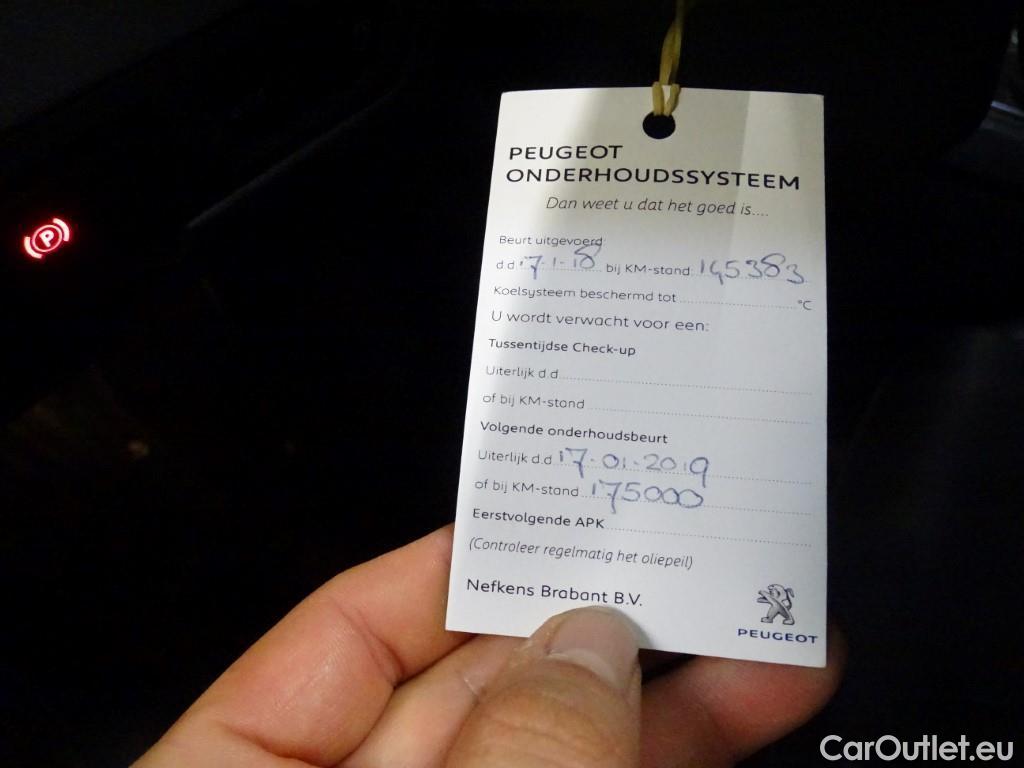 PEUGEOT
ONDERHOUDSSYSTEEM
Dan weet u dat het goed is....
Beurt uitgevoerd:
d.d. 17-1-18 bij KM-stand: 145383
Koelsysteem beschermd tot °C
U wordt verwacht voor een:
Tussentijdse Check-up
Uiterlijk d.d.
of bij KM-stand
Volgende onderhoudsbeurt
Uiterlijk d.d. 17-01-2019
of bij KM-stand 175000
Eerstvolgende APK
(Controleer regelmatig het oliepeil)
Nefkens Brabant B.V.
PEUGEOT
P
CarOutlet.eu